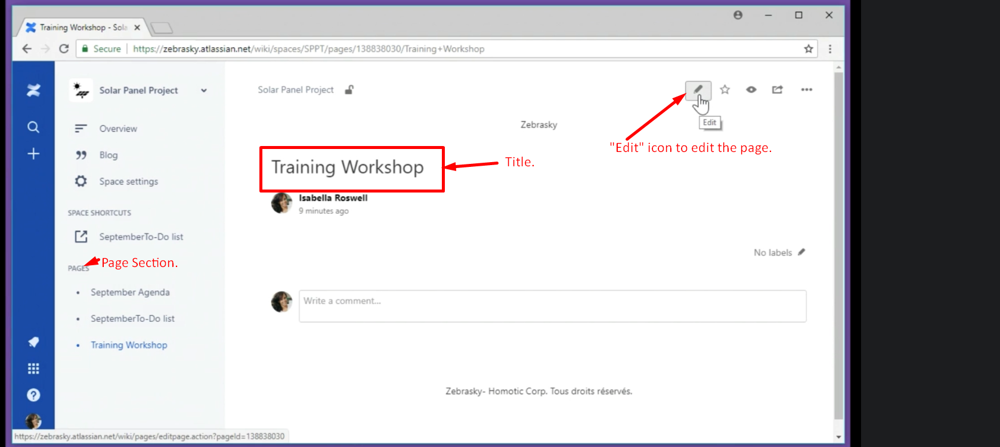 Training Workshop - Sola
Secure | https://zebrasky.atlassian.net/wiki/spaces/SPPT/pages/138838030/Training+Workshop
Solar Panel Project
Overview
Blog
Space settings
SPACE SHORTCUTS
SeptemberTo-Do list
Page Section.
PAGES
September Agenda
SeptemberTo-Do list
Training Workshop
Solar Panel Project
Edit
Zebrasky
"Edit" icon to edit the page.
Training Workshop
Title.
Isabella Roswell
9 minutes ago
No labels
Write a comment...
Zebrasky- Homotic Corp. Tous droits réservés.
https://zebrasky.atlassian.net/wiki/pages/editpage.action?pageId=138838030